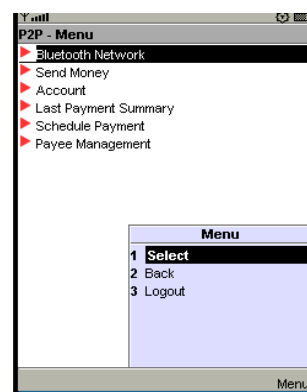 P2P - Menu
Bluetooth Network
Send Money
Account
Last Payment Summary
Schedule Payment
Payee Management
Menu
1 Select
2 Back
3 Logout
Menu